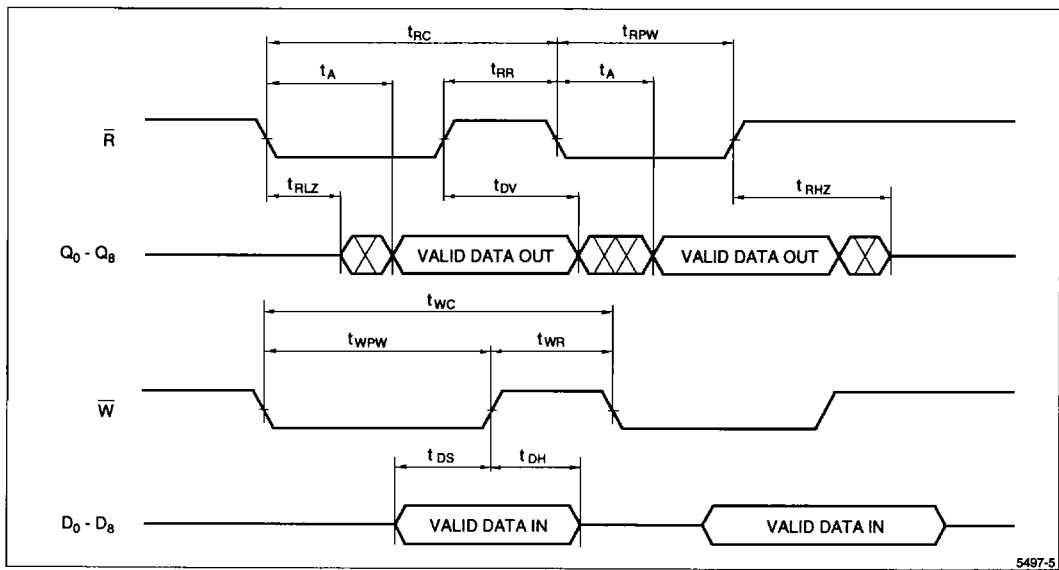 tRC tRPW
tA tRR tA
R̅
tRLZ tDV tRHZ
Q0 - Q8 VALID DATA OUT VALID DATA OUT
tWC
tWPW tWR
W̅
tDS tDH
D0 - D8 VALID DATA IN VALID DATA IN
5497-5